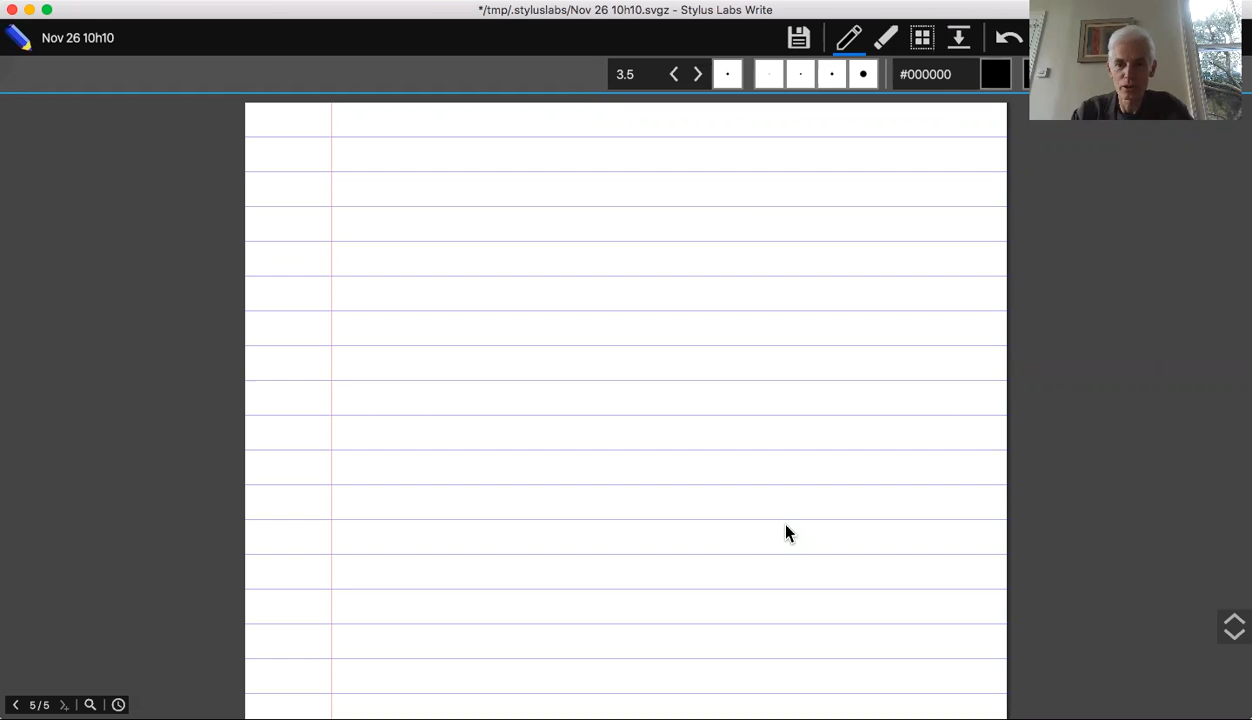 */tmp/.styluslabs/Nov 26 10h10.svgz - Stylus Labs Write
Nov 26 10h10
3.5
#000000
5/5